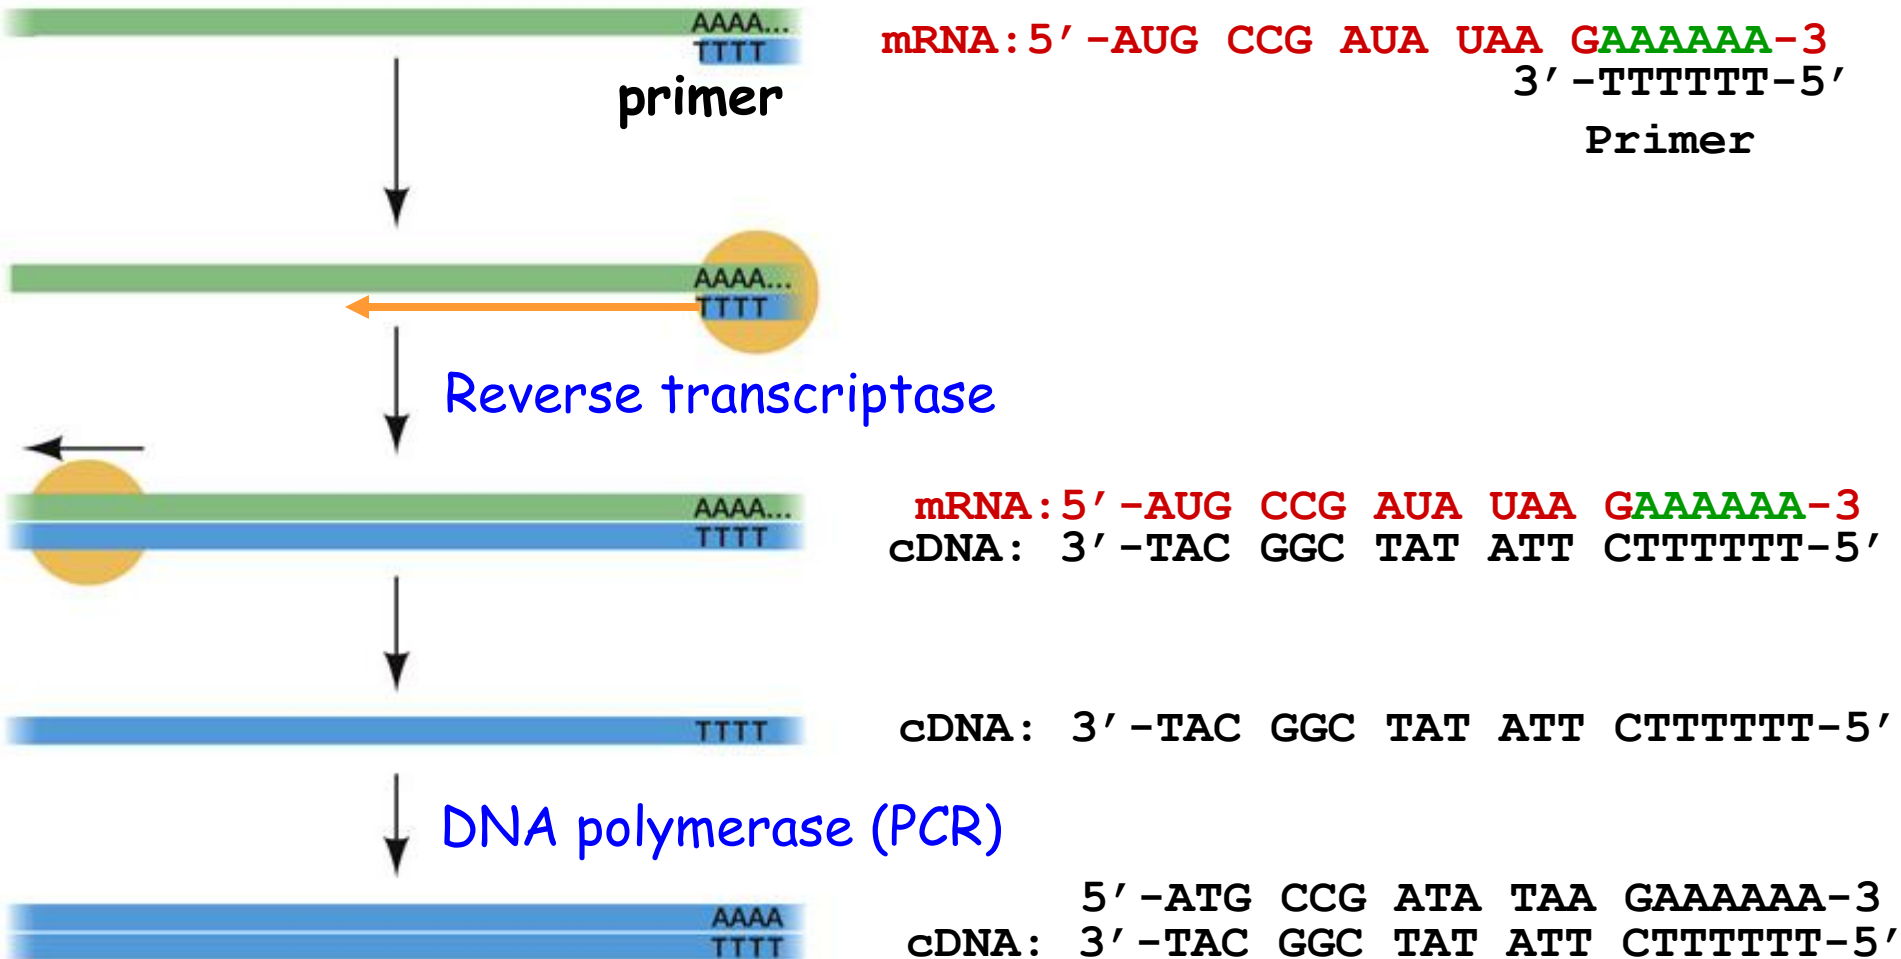 AAAA...
TTTT
primer
mRNA:5′-AUG CCG AUA UAA GAAAAAA-3
3′-TTTTTT-5′
Primer
AAAA...
TTTT
Reverse transcriptase
AAAA...
TTTT
mRNA:5′-AUG CCG AUA UAA GAAAAAA-3
cDNA: 3′-TAC GGC TAT ATT CTTTTTT-5′
TTTT
cDNA: 3′-TAC GGC TAT ATT CTTTTTT-5′
DNA polymerase (PCR)
AAAA
TTTT
5′-ATG CCG ATA TAA GAAAAAA-3
cDNA: 3′-TAC GGC TAT ATT CTTTTTT-5′